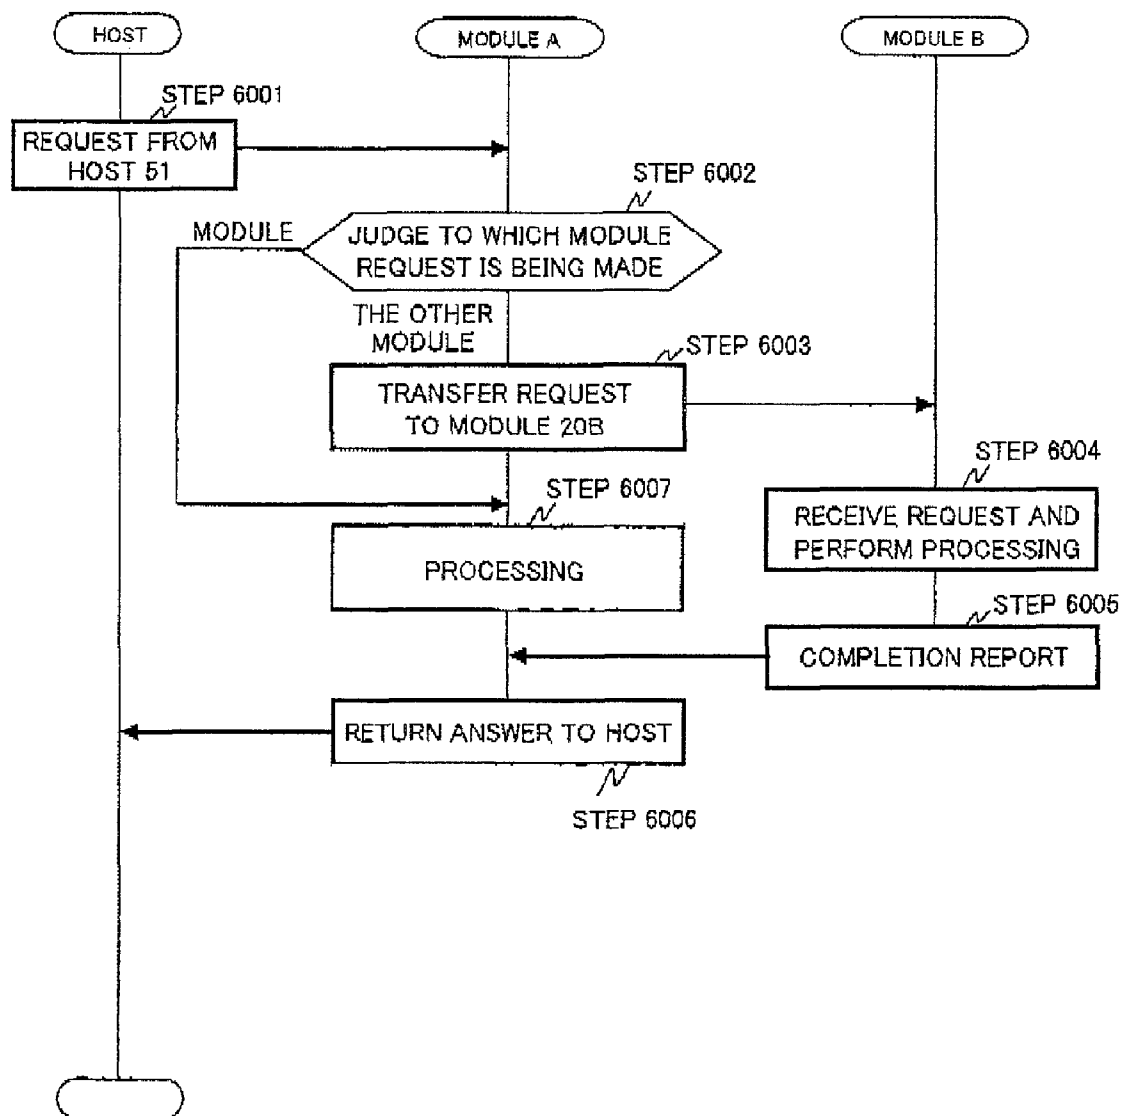 HOST
MODULE A
MODULE B
STEP 6001
REQUEST FROM
HOST 51
STEP 6002
MODULE
JUDGE TO WHICH MODULE
REQUEST IS BEING MADE
THE OTHER
MODULE
STEP 6003
TRANSFER REQUEST
TO MODULE 20B
STEP 6004
RECEIVE REQUEST AND
PERFORM PROCESSING
STEP 6007
PROCESSING
STEP 6005
COMPLETION REPORT
RETURN ANSWER TO HOST
STEP 6006